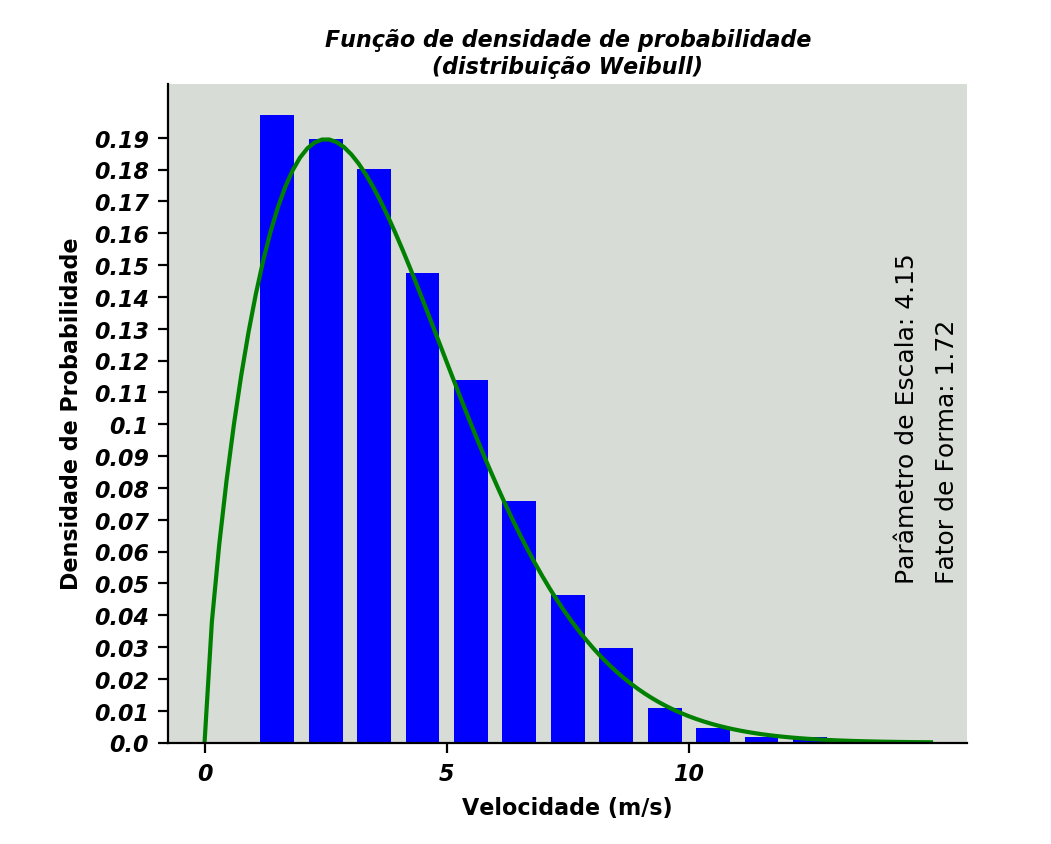 Função de densidade de probabilidade
(distribuição Weibull)
Densidade de Probabilidade
0.19
0.18
0.17
0.16
0.15
0.14
0.13
0.12
0.11
0.1
0.09
0.08
0.07
0.06
0.05
0.04
0.03
0.02
0.01
0.0
Parâmetro de Escala: 4.15
Fator de Forma: 1.72
0 5 10
Velocidade (m/s)